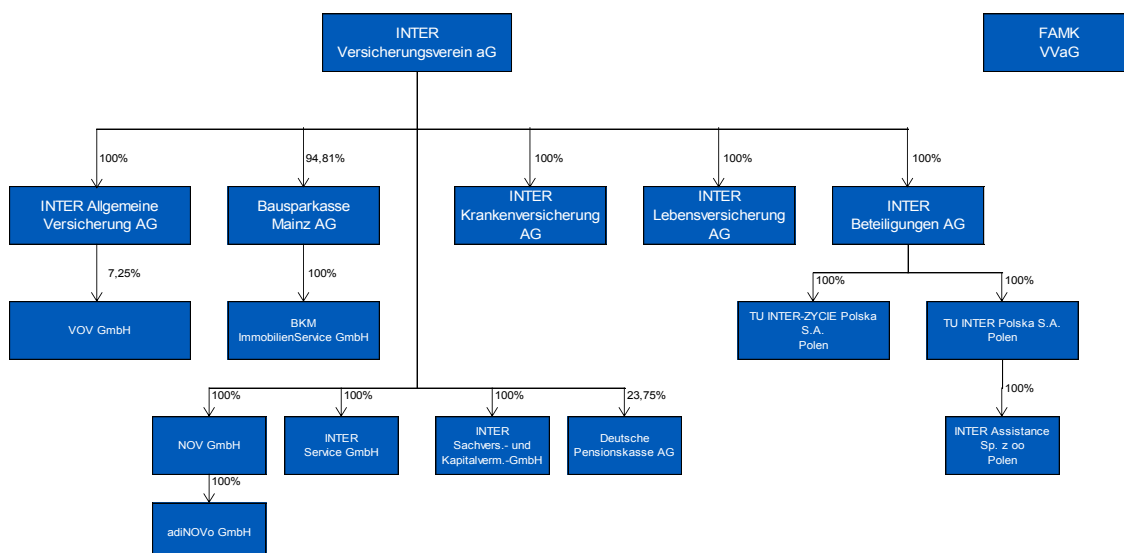 INTER
Versicherungsverein aG
FAMK
VVaG
100%
94,81%
100%
100%
100%
INTER Allgemeine
Versicherung AG
Bausparkasse
Mainz AG
INTER
Krankenversicherung
AG
INTER
Lebensversicherung
AG
INTER
Beteiligungen AG
7,25%
100%
100%
100%
VOV GmbH
BKM
ImmobilienService GmbH
TU INTER-ZYCIE Polska
S.A.
Polen
TU INTER Polska S.A.
Polen
100%
100%
100%
23,75%
100%
NOV GmbH
INTER
Service GmbH
INTER
Sachvers.- und
Kapitalverm.-GmbH
Deutsche
Pensionskasse AG
INTER Assistance
Sp. z oo
Polen
100%
adiNOVo GmbH